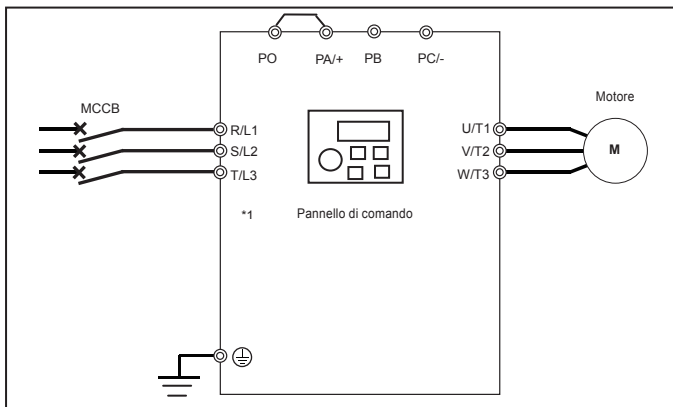 PO PA/+ PB PC/-
MCCB
Motore
R/L1
U/T1
S/L2
V/T2
M
T/L3
W/T3
*1
Pannello di comando